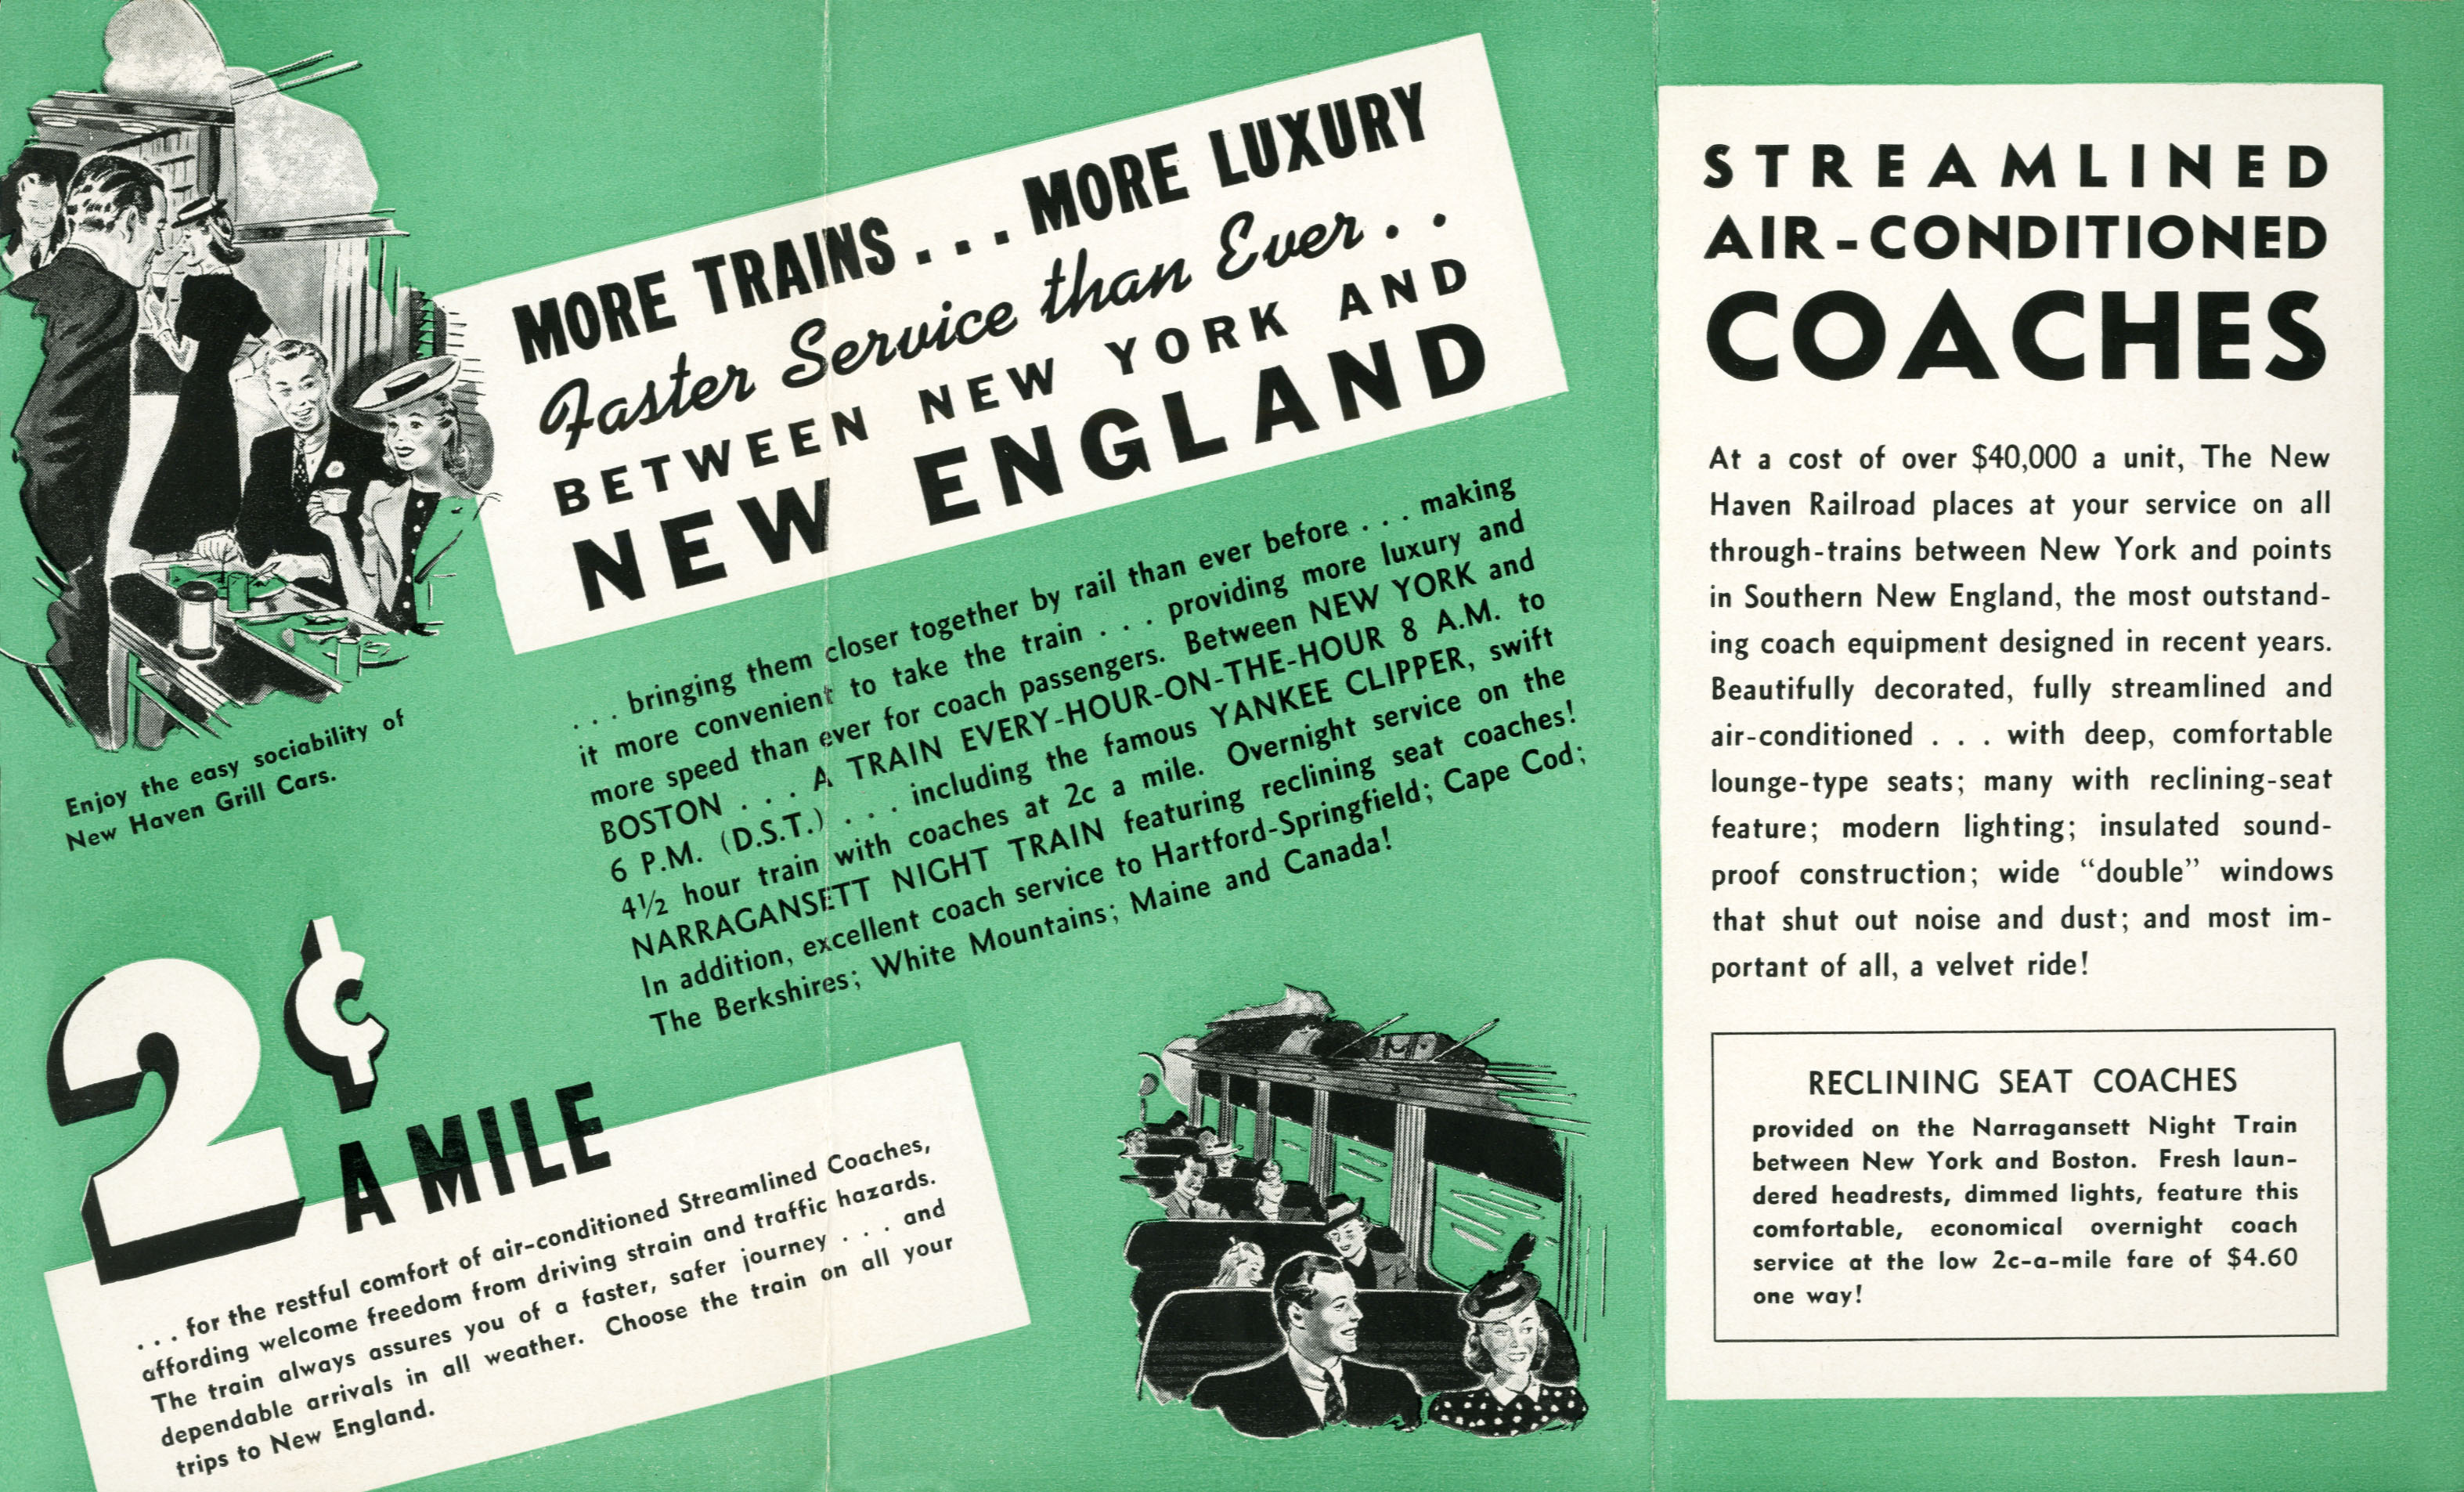 MORE TRAINS . . . MORE LUXURY
Faster Service than Ever . .
BETWEEN NEW YORK AND
NEW ENGLAND
. . . bringing them closer together by rail than ever before . . . making
it more convenient to take the train . . . providing more luxury and
more speed than ever for coach passengers. Between NEW YORK and
BOSTON . . . A TRAIN EVERY-HOUR-ON-THE-HOUR 8 A.M. to
6 P.M. (D.S.T.) . . . including the famous YANKEE CLIPPER, swift
4½ hour train with coaches at 2c a mile. Overnight service on the
NARRAGANSETT NIGHT TRAIN featuring reclining seat coaches!
In addition, excellent coach service to Hartford-Springfield; Cape Cod;
The Berkshires; White Mountains; Maine and Canada!
Enjoy the easy sociability of
New Haven Grill Cars.
2¢
A MILE
. . . for the restful comfort of air-conditioned Streamlined Coaches,
affording welcome freedom from driving strain and traffic hazards.
The train always assures you of a faster, safer journey . . . and
dependable arrivals in all weather. Choose the train on all your
trips to New England.
STREAMLINED
AIR-CONDITIONED
COACHES
At a cost of over $40,000 a unit, The New
Haven Railroad places at your service on all
through-trains between New York and points
in Southern New England, the most outstand-
ing coach equipment designed in recent years.
Beautifully decorated, fully streamlined and
air-conditioned . . . with deep, comfortable
lounge-type seats; many with reclining-seat
feature; modern lighting; insulated sound-
proof construction; wide “double” windows
that shut out noise and dust; and most im-
portant of all, a velvet ride!
RECLINING SEAT COACHES
provided on the Narragansett Night Train
between New York and Boston. Fresh laun-
dered headrests, dimmed lights, feature this
comfortable, economical overnight coach
service at the low 2c-a-mile fare of $4.60
one way!